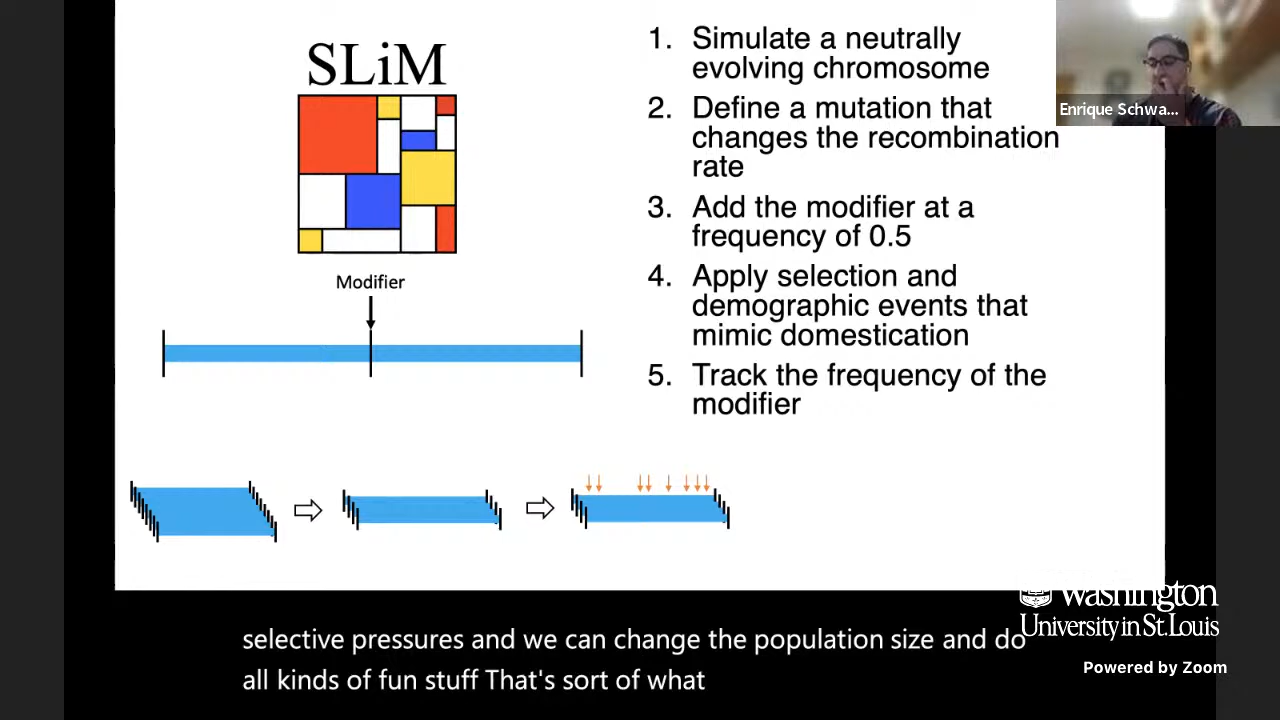 SLiM
Modifier
1. Simulate a neutrally
evolving chromosome
2. Define a mutation that
changes the recombination
rate
3. Add the modifier at a
frequency of 0.5
4. Apply selection and
demographic events that
mimic domestication
5. Track the frequency of the
modifier
Enrique Schwa...
selective pressures and we can change the population size and do
all kinds of fun stuff That's sort of what
Washington
University in St. Louis
Powered by Zoom